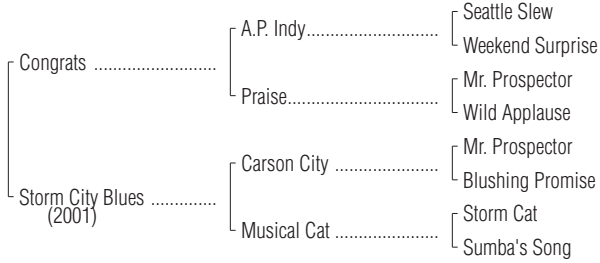 Seattle Slew
A.P. Indy..............................
Weekend Surprise
Congrats ...........................
Mr. Prospector
Praise..................................
Wild Applause
Mr. Prospector
Carson City .......................
Blushing Promise
Storm City Blues ..............
(2001)
Storm Cat
Musical Cat .......................
Sumba's Song